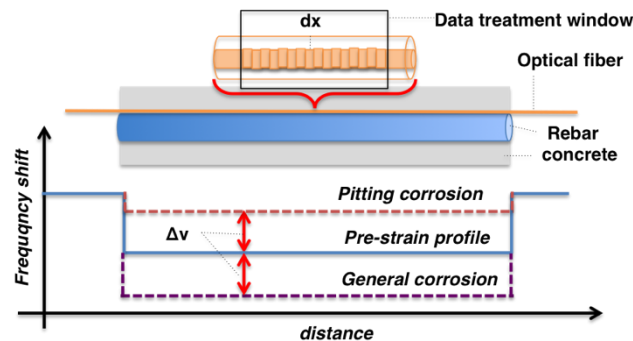 dx
Data treatment window
Optical fiber
Rebar
concrete
Frequqncy shift
Pitting corrosion
Δv
Pre-strain profile
General corrosion
distance